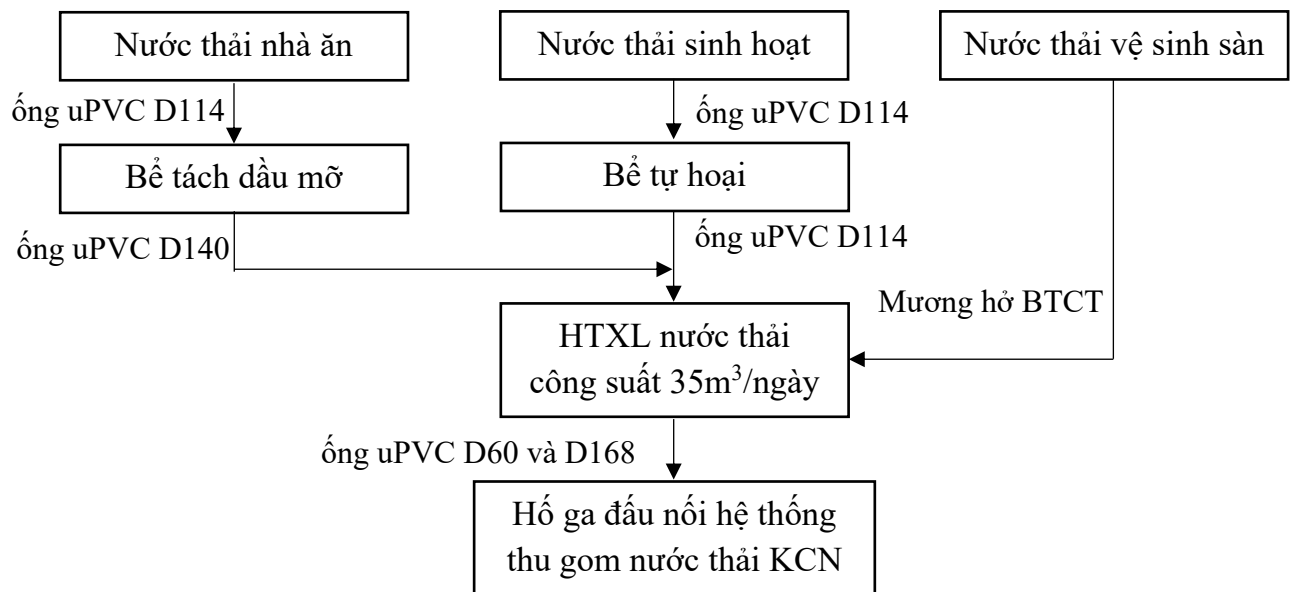 Nước thải nhà ăn
Nước thải sinh hoạt
Nước thải vệ sinh sàn
ống uPVC D114
ống uPVC D114
Bể tách dầu mỡ
Bể tự hoại
ống uPVC D140
ống uPVC D114
Mương hở BTCT
HTXL nước thải
công suất 35m³/ngày
ống uPVC D60 và D168
Hố ga đấu nối hệ thống
thu gom nước thải KCN